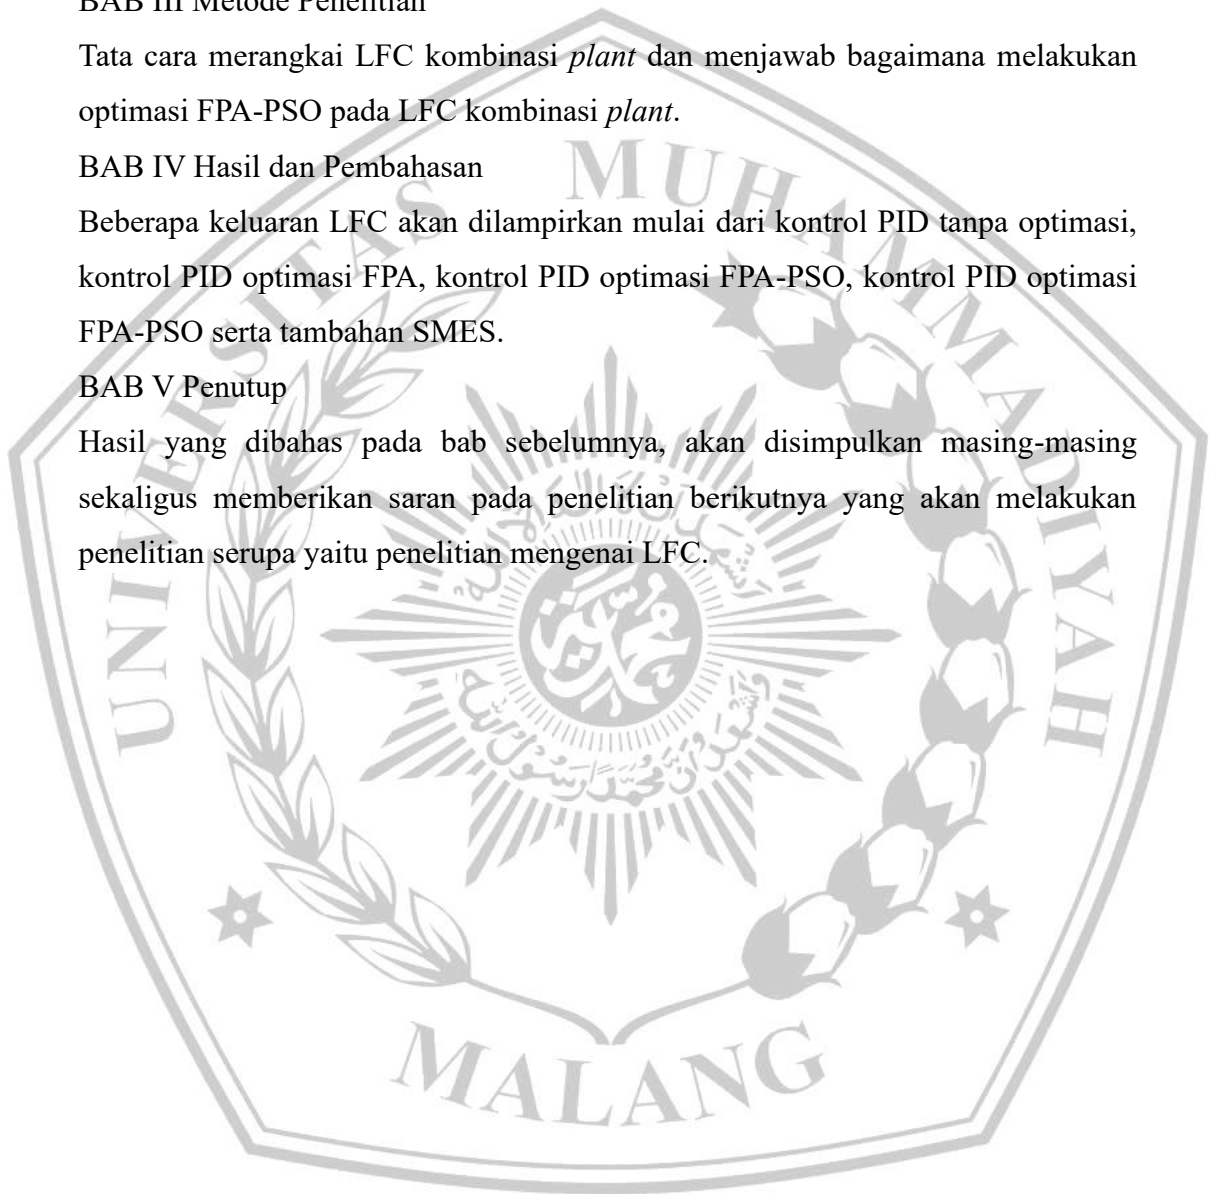 BAB III Metode Penelitian
Tata cara merangkai LFC kombinasi plant dan menjawab bagaimana melakukan
optimasi FPA-PSO pada LFC kombinasi plant.
BAB IV Hasil dan Pembahasan
Beberapa keluaran LFC akan dilampirkan mulai dari kontrol PID tanpa optimasi,
kontrol PID optimasi FPA, kontrol PID optimasi FPA-PSO, kontrol PID optimasi
FPA-PSO serta tambahan SMES.
BAB V Penutup
Hasil yang dibahas pada bab sebelumnya, akan disimpulkan masing-masing
sekaligus memberikan saran pada penelitian berikutnya yang akan melakukan
penelitian serupa yaitu penelitian mengenai LFC.
UNIVERSITAS MUHAMMADIYAH
MALANG